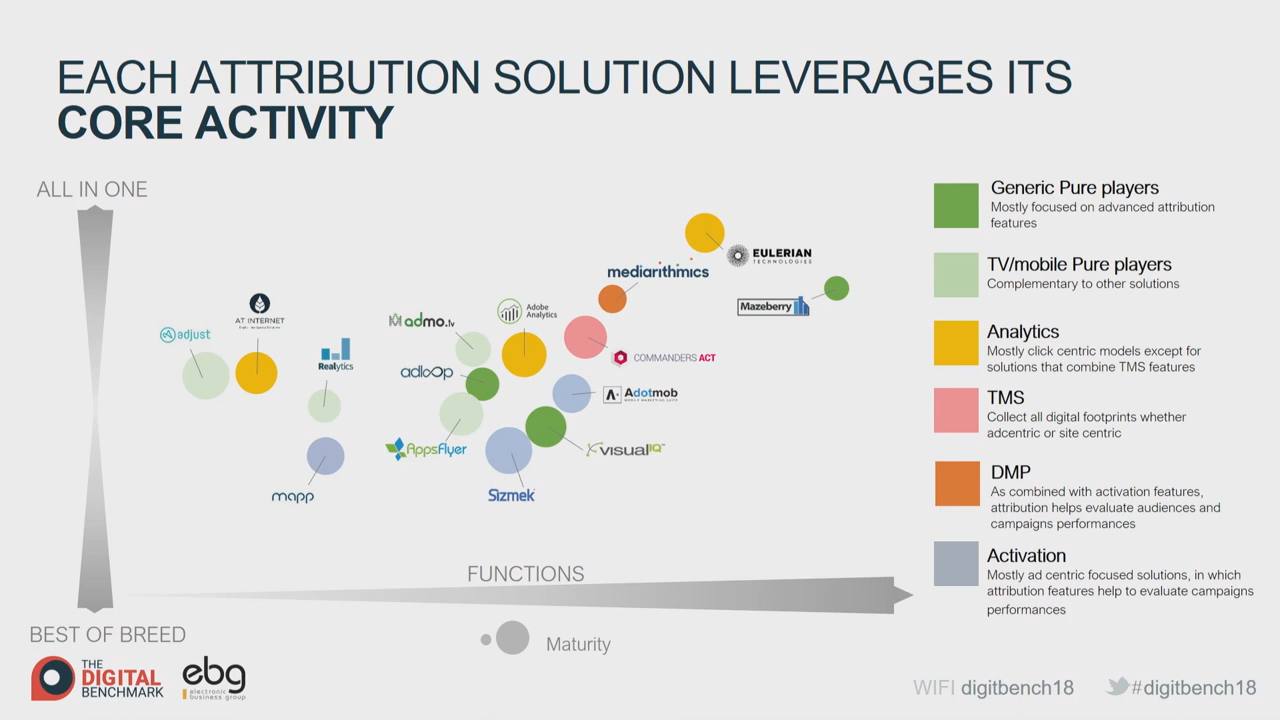 EACH ATTRIBUTION SOLUTION LEVERAGES ITS
CORE ACTIVITY
ALL IN ONE
BEST OF BREED
adjust
AT INTERNET
Realytics
mapp
admo.tv
adloop
AppsFlyer
Adobe
Analytics
Sizmek
mediarithmics
COMMANDERS ACT
Adotmob
visualIQ
EULERIAN
TECHNOLOGIES
Mazeberry
FUNCTIONS
Maturity
Generic Pure players
Mostly focused on advanced attribution
features
TV/mobile Pure players
Complementary to other solutions
Analytics
Mostly click centric models except for
solutions that combine TMS features
TMS
Collect all digital footprints whether
adcentric or site centric
DMP
As combined with activation features,
attribution helps evaluate audiences and
campaigns performances
Activation
Mostly ad centric focused solutions, in which
attribution features help to evaluate campaigns
performances
THE
DIGITAL
BENCHMARK
ebg
electronic
business group
WIFI digitbench18
#digitbench18